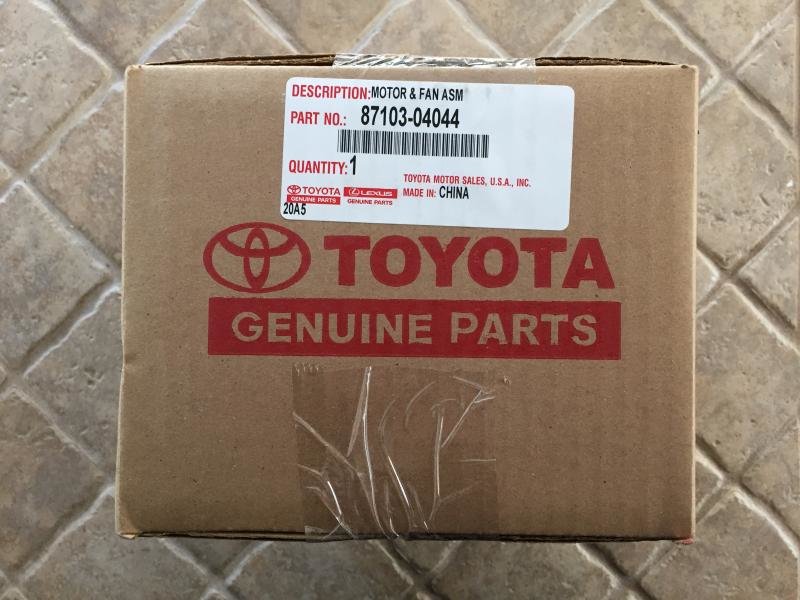 DESCRIPTION:MOTOR & FAN ASM
PART NO.: 87103-04044
QUANTITY: 1
TOYOTA MOTOR SALES, U.S.A., INC.
TOYOTA LEXUS MADE IN: CHINA
GENUINE PARTS GENUINE PARTS
20A5
TOYOTA
GENUINE PARTS